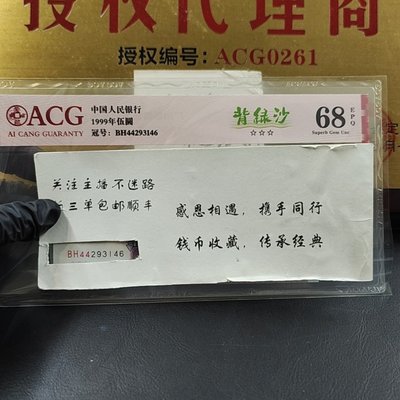 授权代理商
授权编号：ACG0261
ACG
AI CANG GUARANTY
中国人民银行
1999年伍圆
冠号：BH44293146
背绿沙
☆☆☆
68
EPQ
Superb Gem Unc
关注主播不迷路
三单包邮顺丰
BH44293146
感恩相遇，携手同行
钱币收藏，传承经典